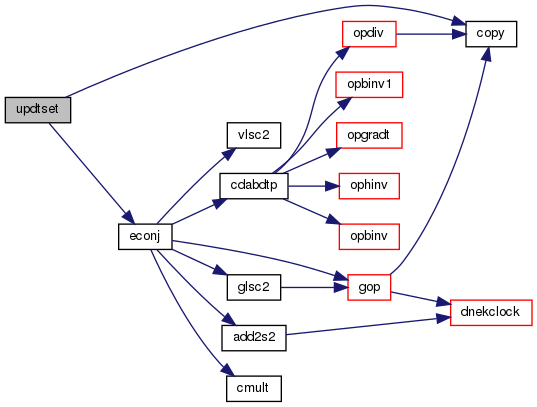 opdiv
copy
opbinv1
updtset
vlsc2
opgradt
cdabdtp
ophinv
econj
opbinv
glsc2
gop
dnekclock
add2s2
cmult